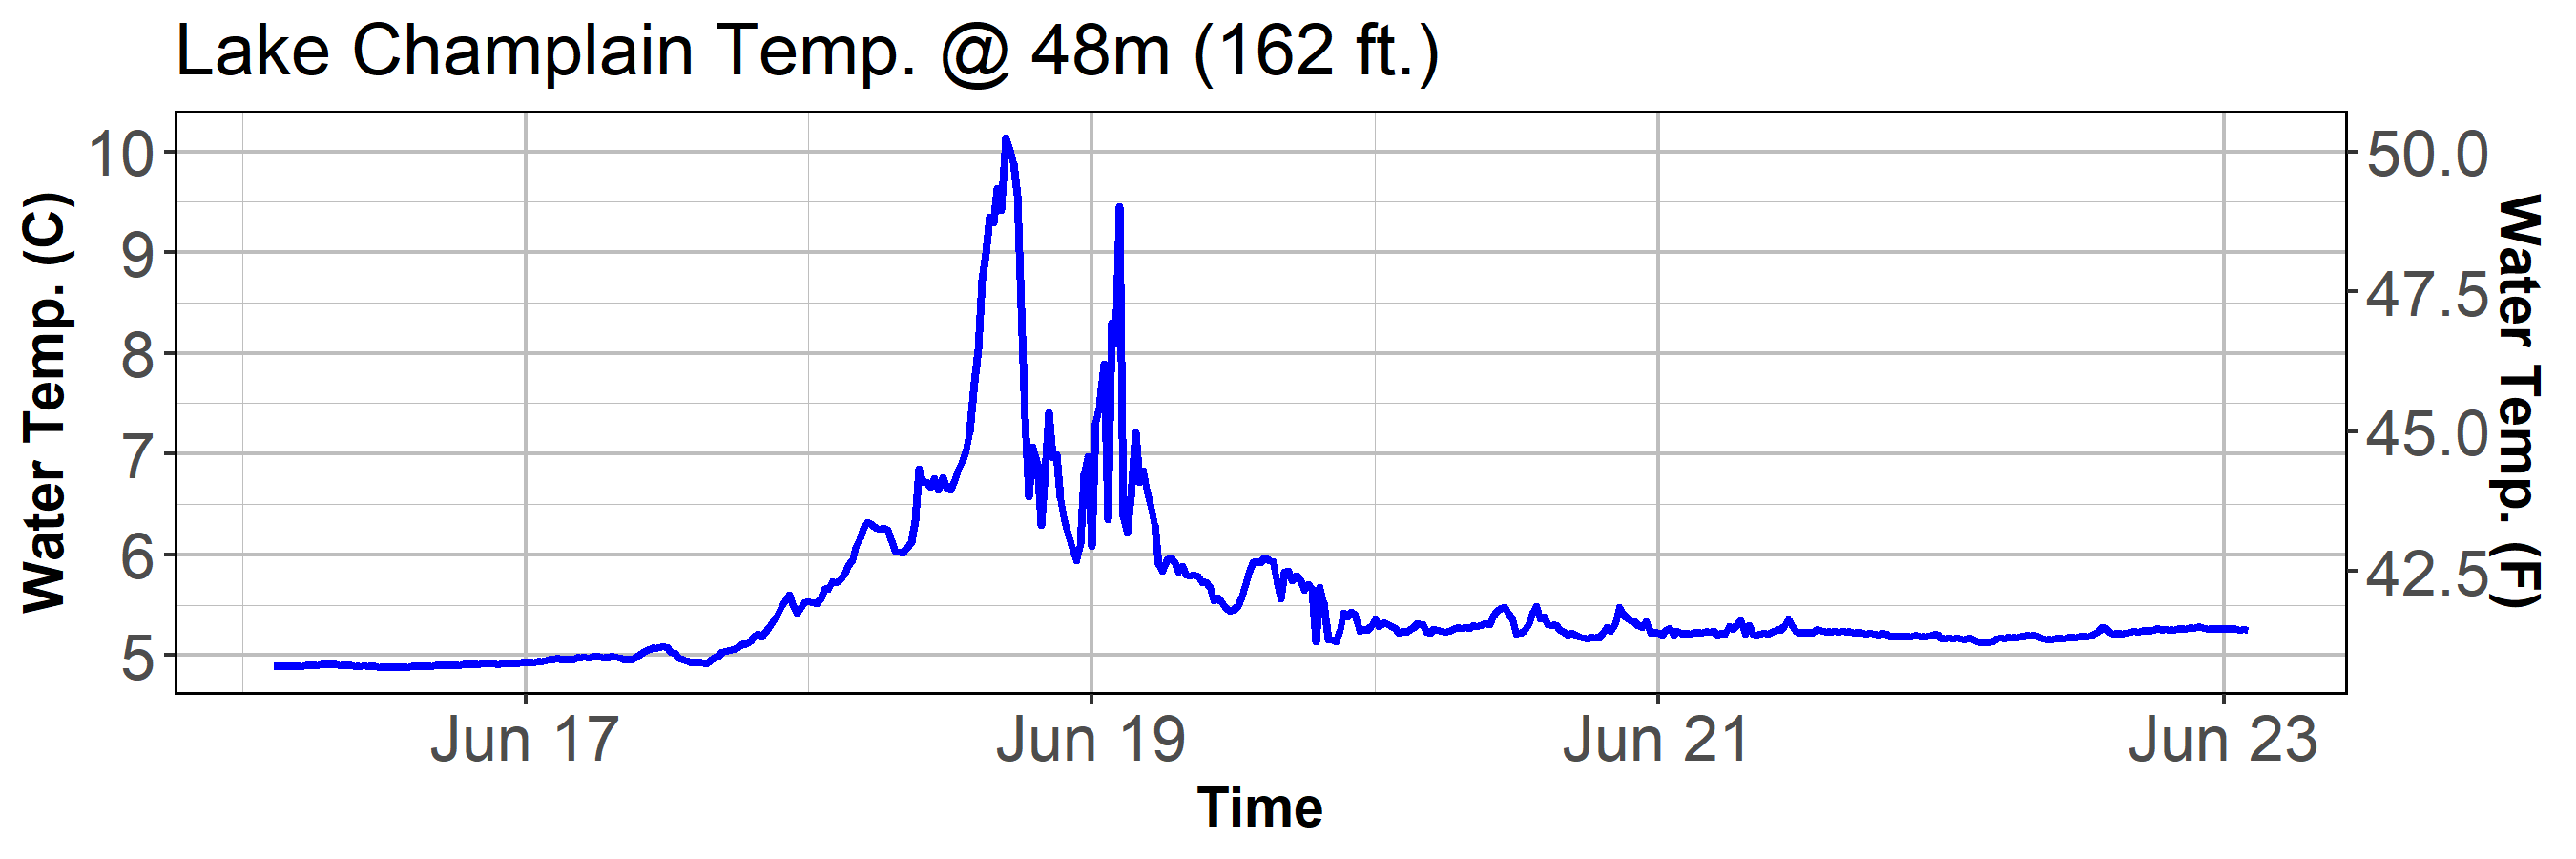 Lake Champlain Temp. @ 48m (162 ft.)
Water Temp. (C)
10
9
8
7
6
5
50.0
47.5
45.0
42.5
Water Temp. (F)
Jun 17 Jun 19 Jun 21 Jun 23
Time